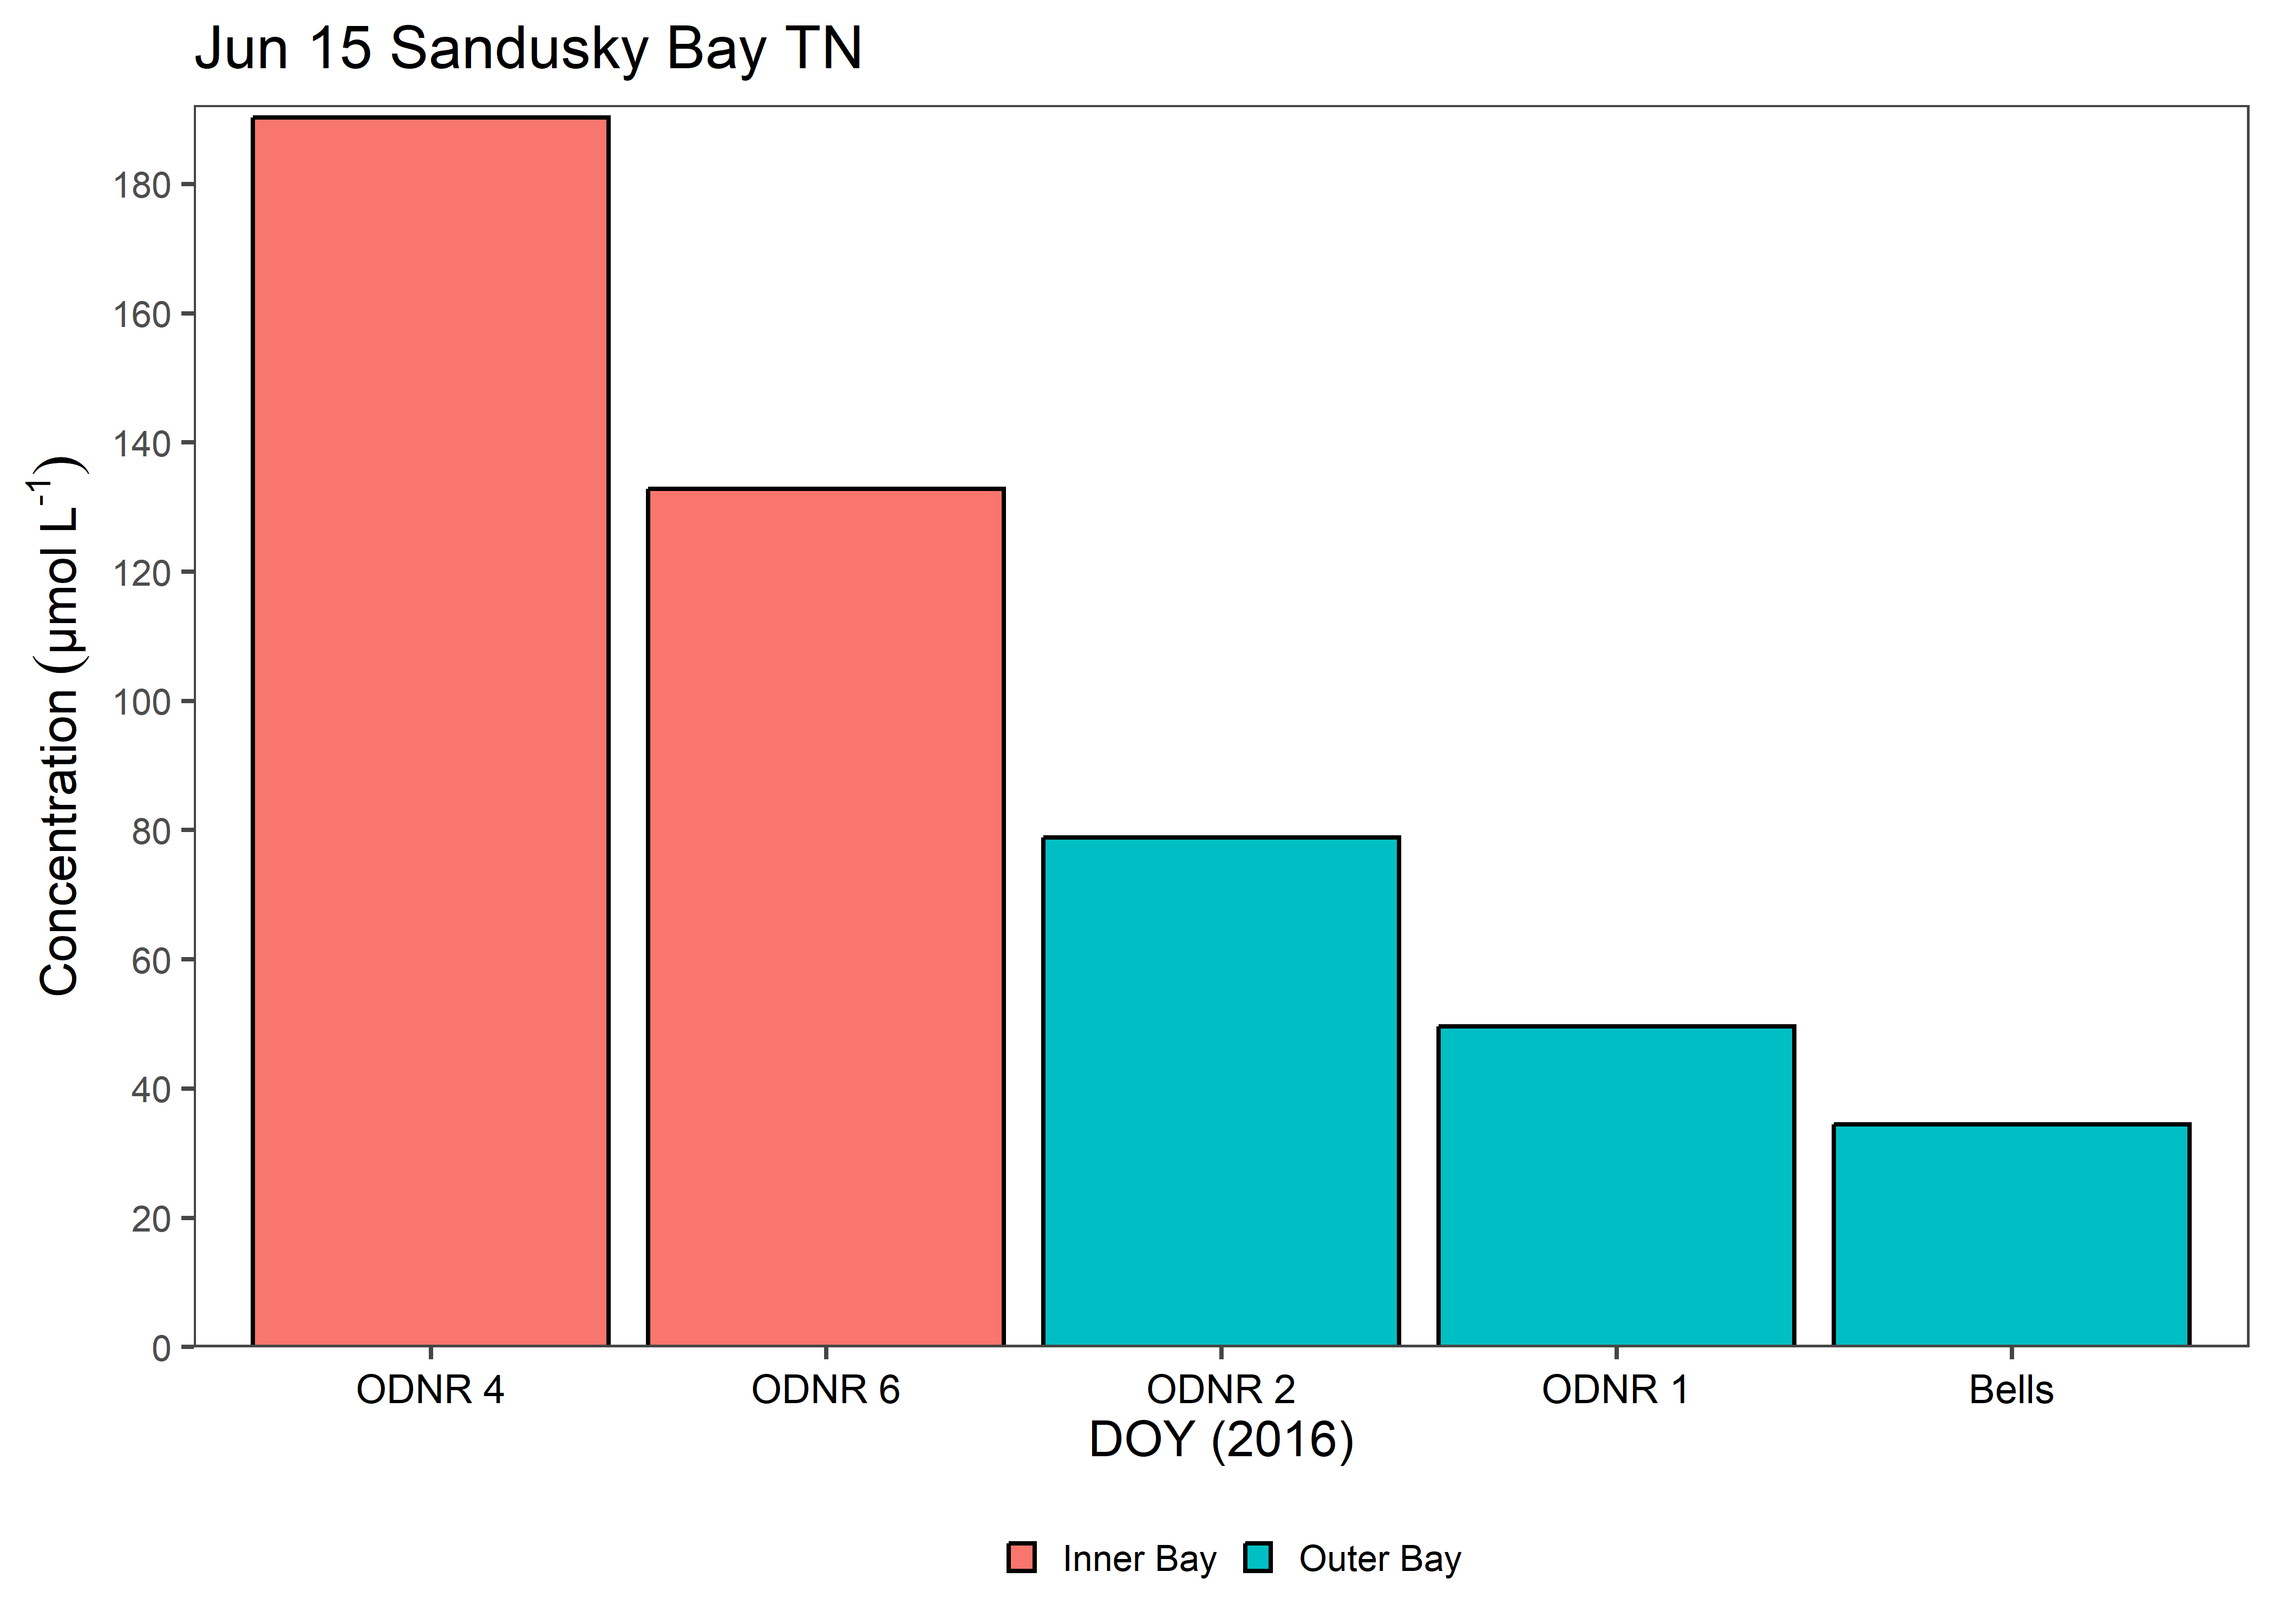 Jun 15 Sandusky Bay TN
Concentration (µmol L⁻¹)
180
160
140
120
100
80
60
40
20
0
ODNR 4 ODNR 6 ODNR 2 ODNR 1 Bells
DOY (2016)
Inner Bay Outer Bay